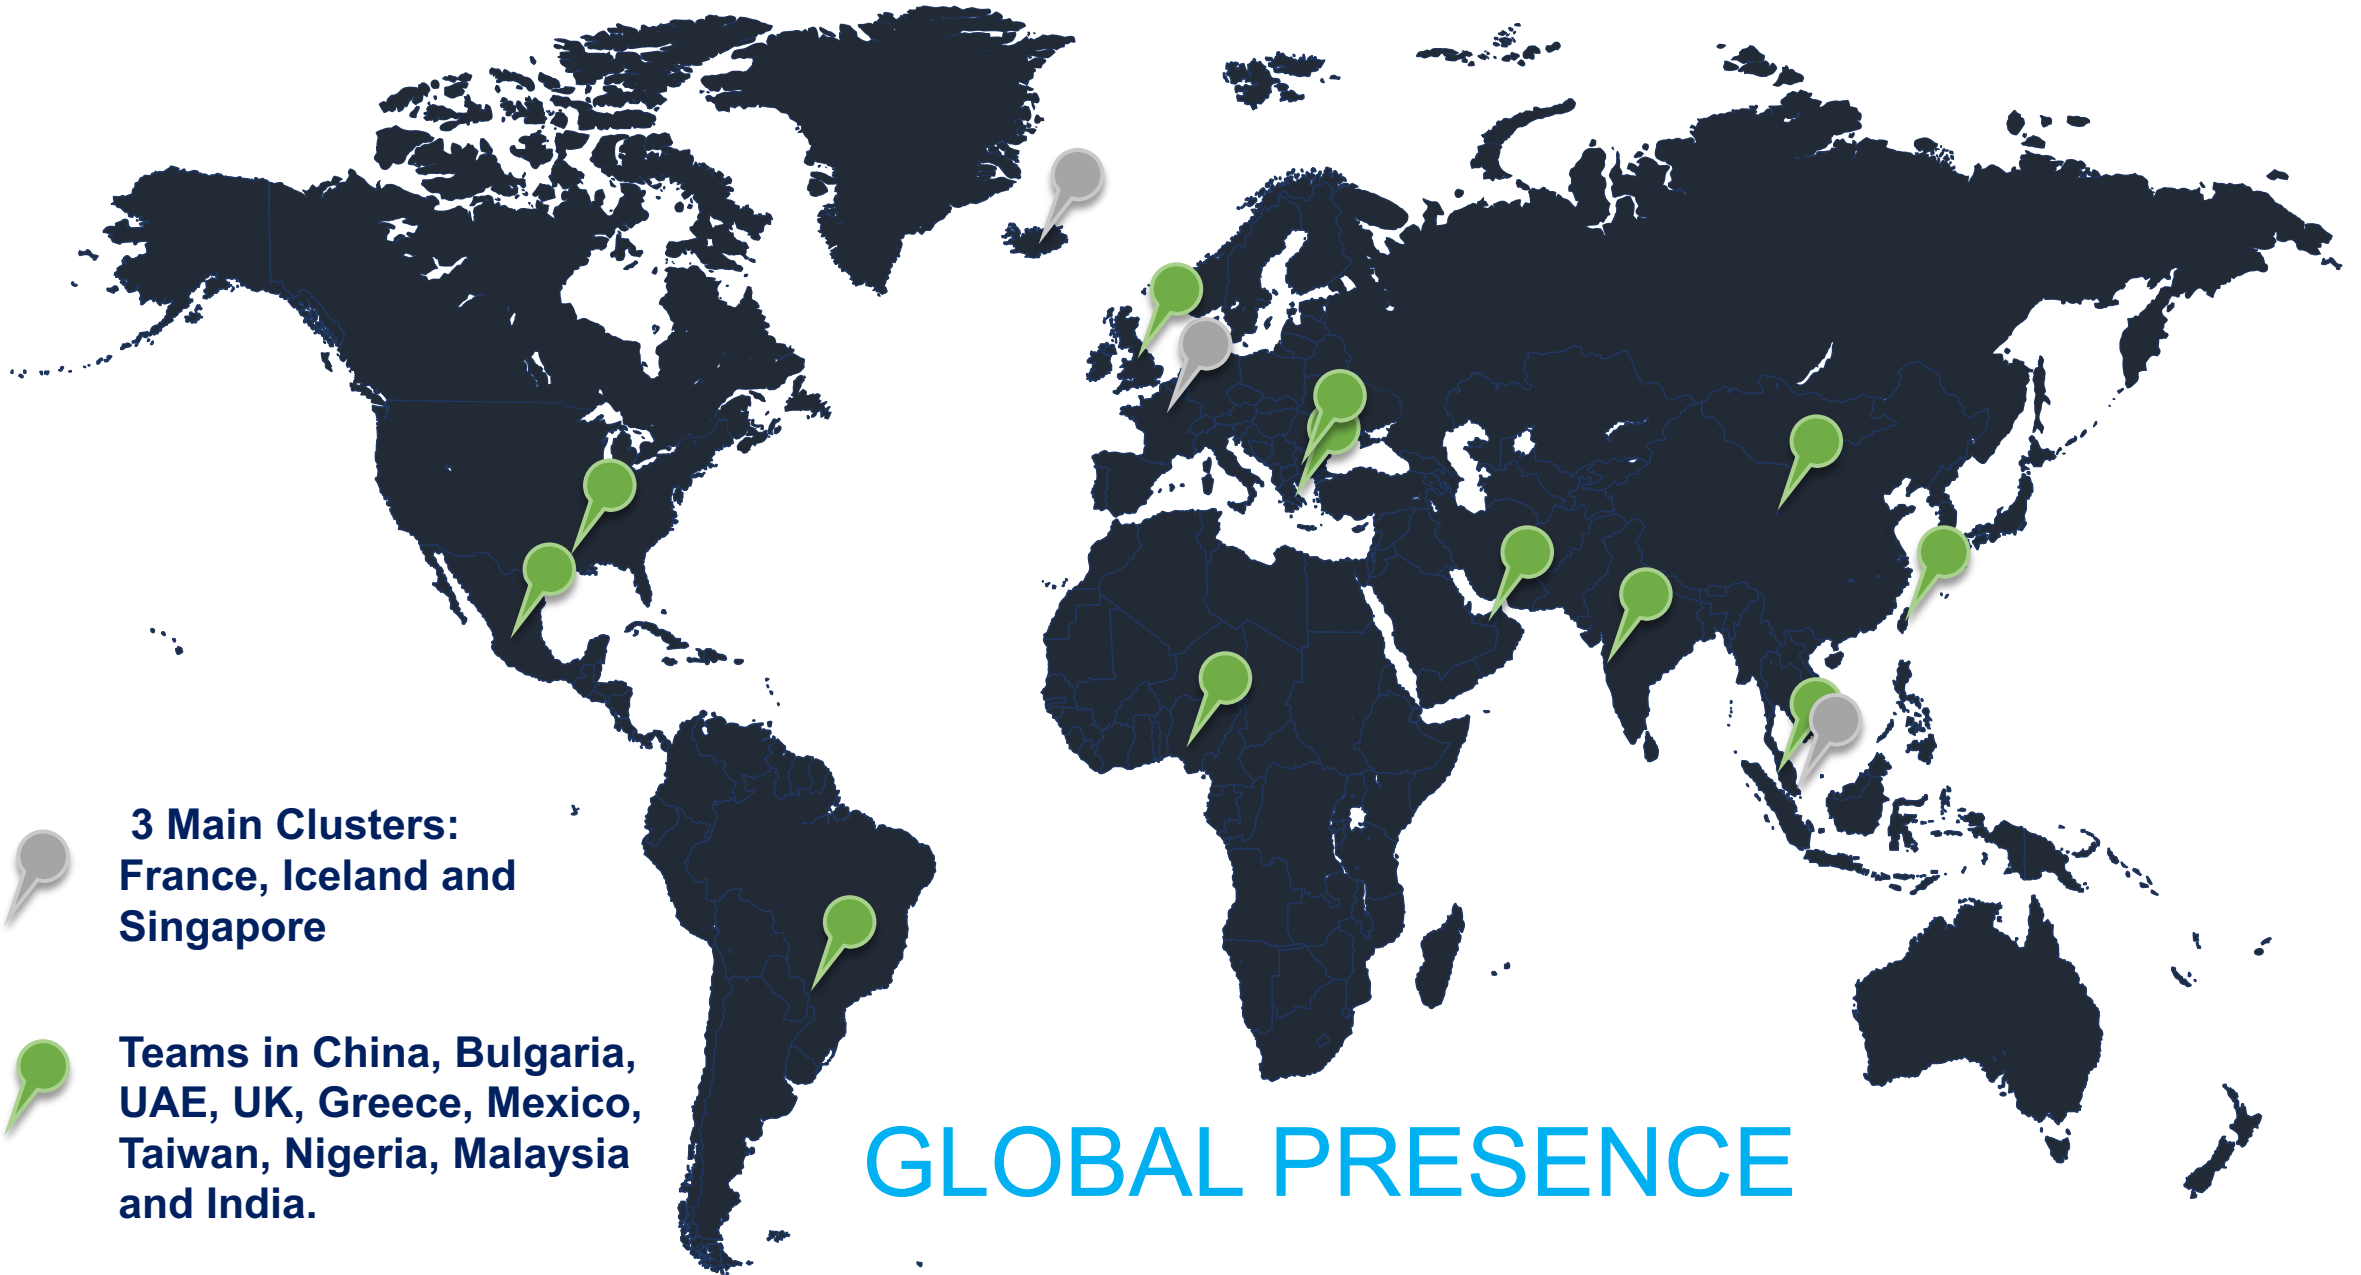 3 Main Clusters:
France, Iceland and
Singapore
Teams in China, Bulgaria,
UAE, UK, Greece, Mexico,
Taiwan, Nigeria, Malaysia
and India.
GLOBAL PRESENCE